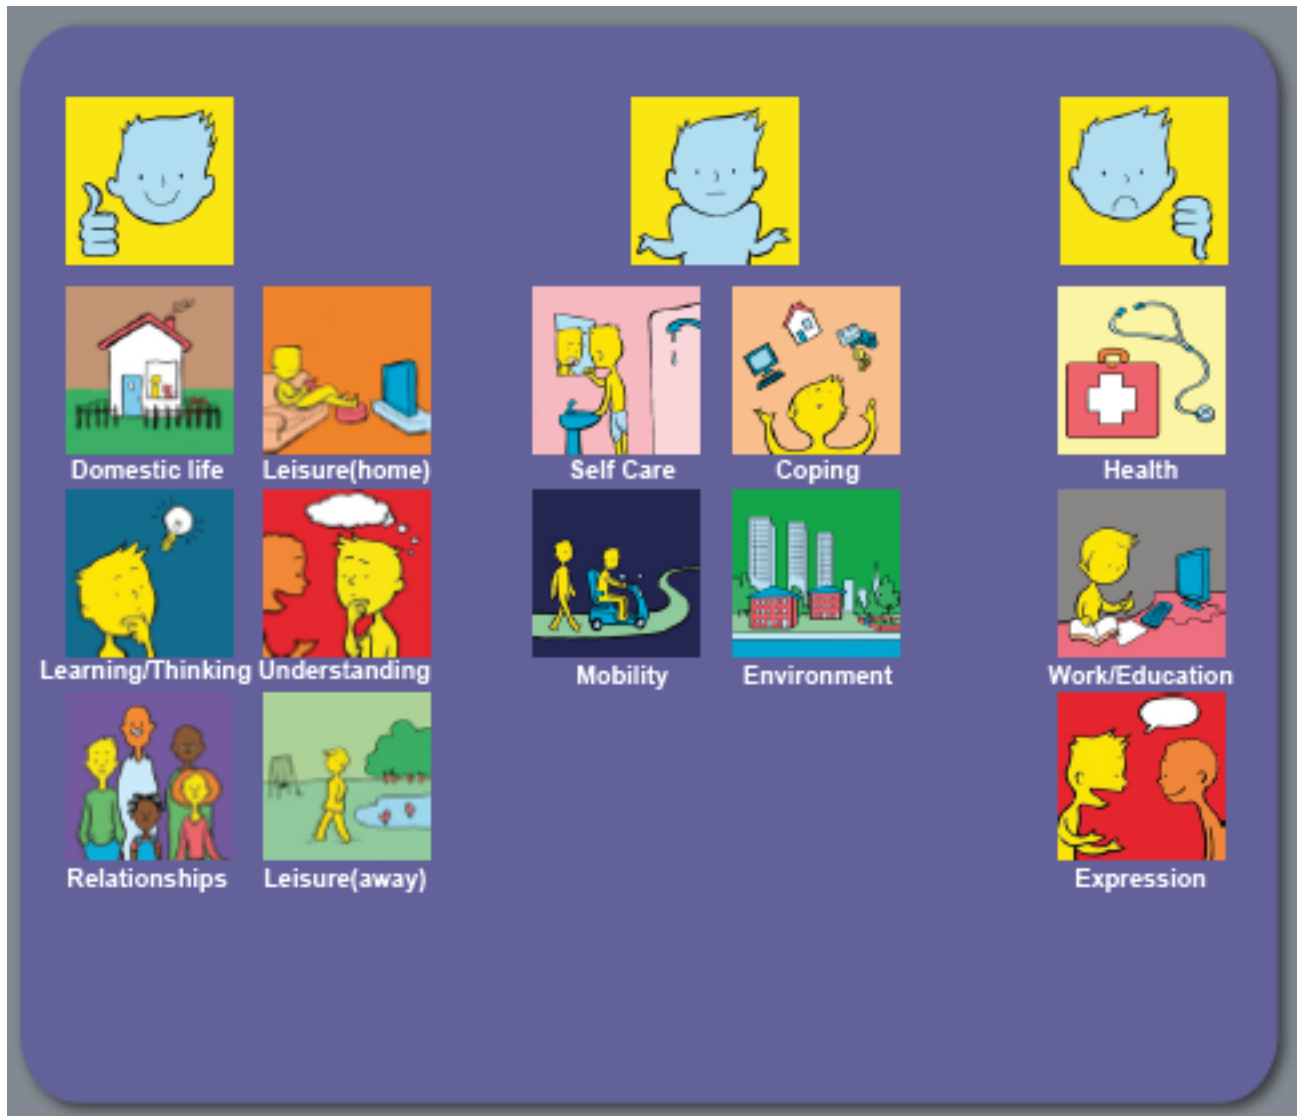 Domestic life
Leisure(home)
Self Care
Coping
Health
Learning/Thinking
Understanding
Mobility
Environment
Work/Education
Relationships
Leisure(away)
Expression